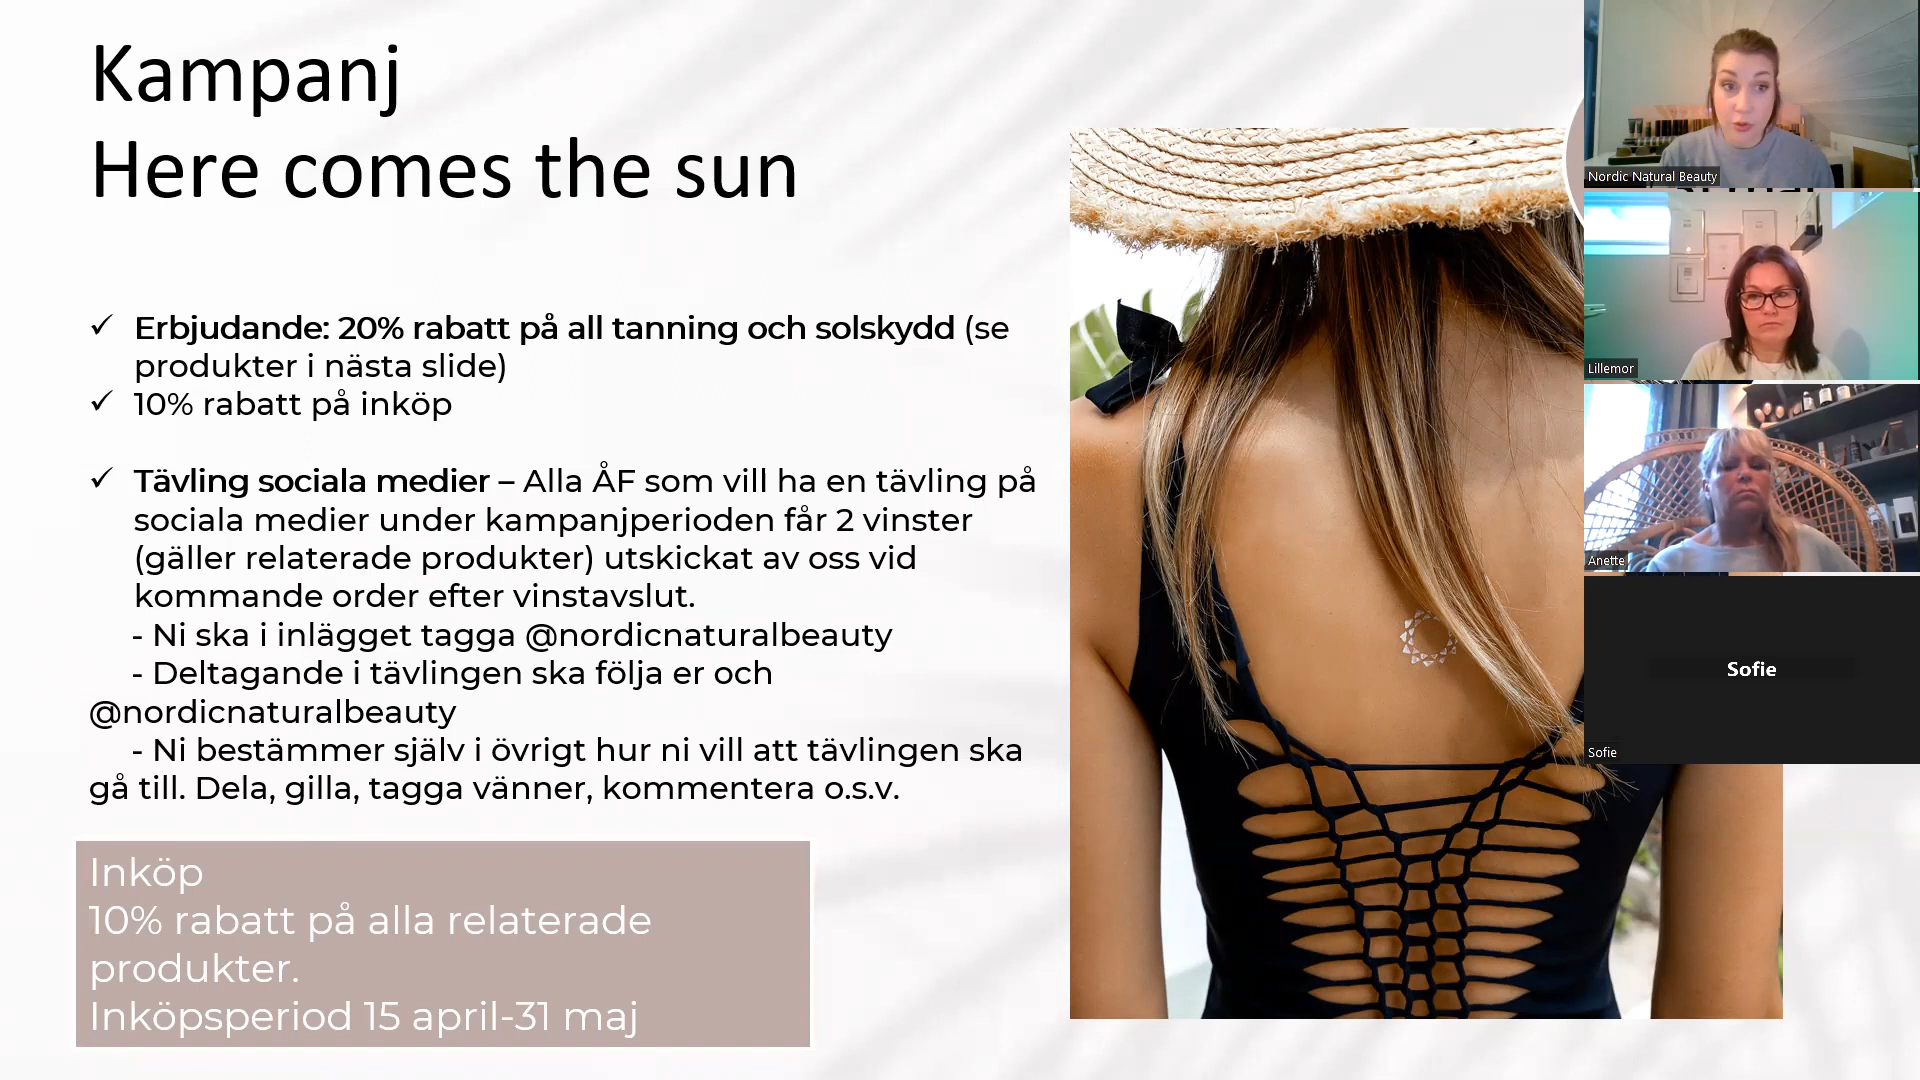 Kampanj
Here comes the sun
✓ Erbjudande: 20% rabatt på all tanning och solskydd (se
produkter i nästa slide)
✓ 10% rabatt på inköp
✓ Tävling sociala medier – Alla ÅF som vill ha en tävling på
sociala medier under kampanjperioden får 2 vinster
(gäller relaterade produkter) utskickat av oss vid
kommande order efter vinstavslut.
- Ni ska i inlägget tagga @nordicnaturalbeauty
- Deltagande i tävlingen ska följa er och
@nordicnaturalbeauty
- Ni bestämmer själv i övrigt hur ni vill att tävlingen ska
gå till. Dela, gilla, tagga vänner, kommentera o.s.v.
Inköp
10% rabatt på alla relaterade
produkter.
Inköpsperiod 15 april-31 maj
Nordic Natural Beauty
Lillemor
Anette
Sofie
Sofie